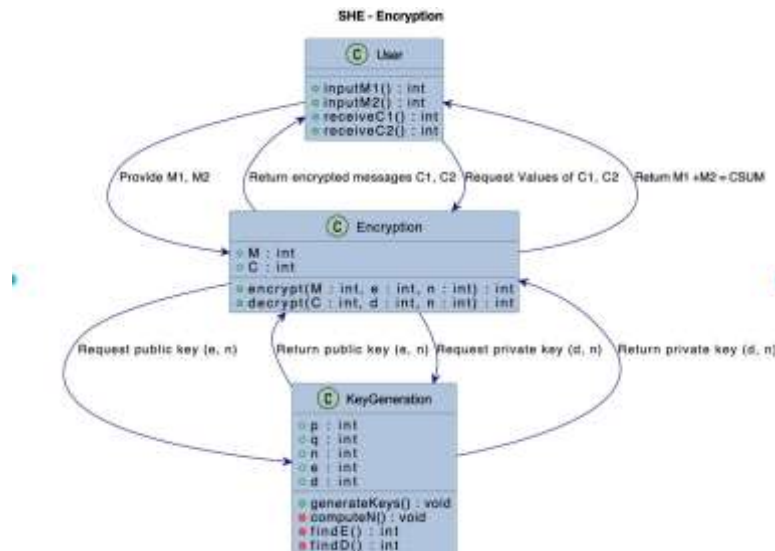 SHE - Encryption
C User
inputM1() : int
inputM2() : int
receiveC1() : int
receiveC2() : int
Provide M1, M2
Return encrypted messages C1, C2
Request Values of C1, C2
Return M1 +M2 = CSUM
C Encryption
M : int
C : int
encrypt(M : int, e : int, n : int) : int
decrypt(C : int, d : int, n : int) : int
Request public key (e, n)
Return public key (e, n)
Request private key (d, n)
Return private key (d, n)
C KeyGeneration
p : int
q : int
n : int
e : int
d : int
generateKeys() : void
computeN() : void
findE() : int
findD() : int